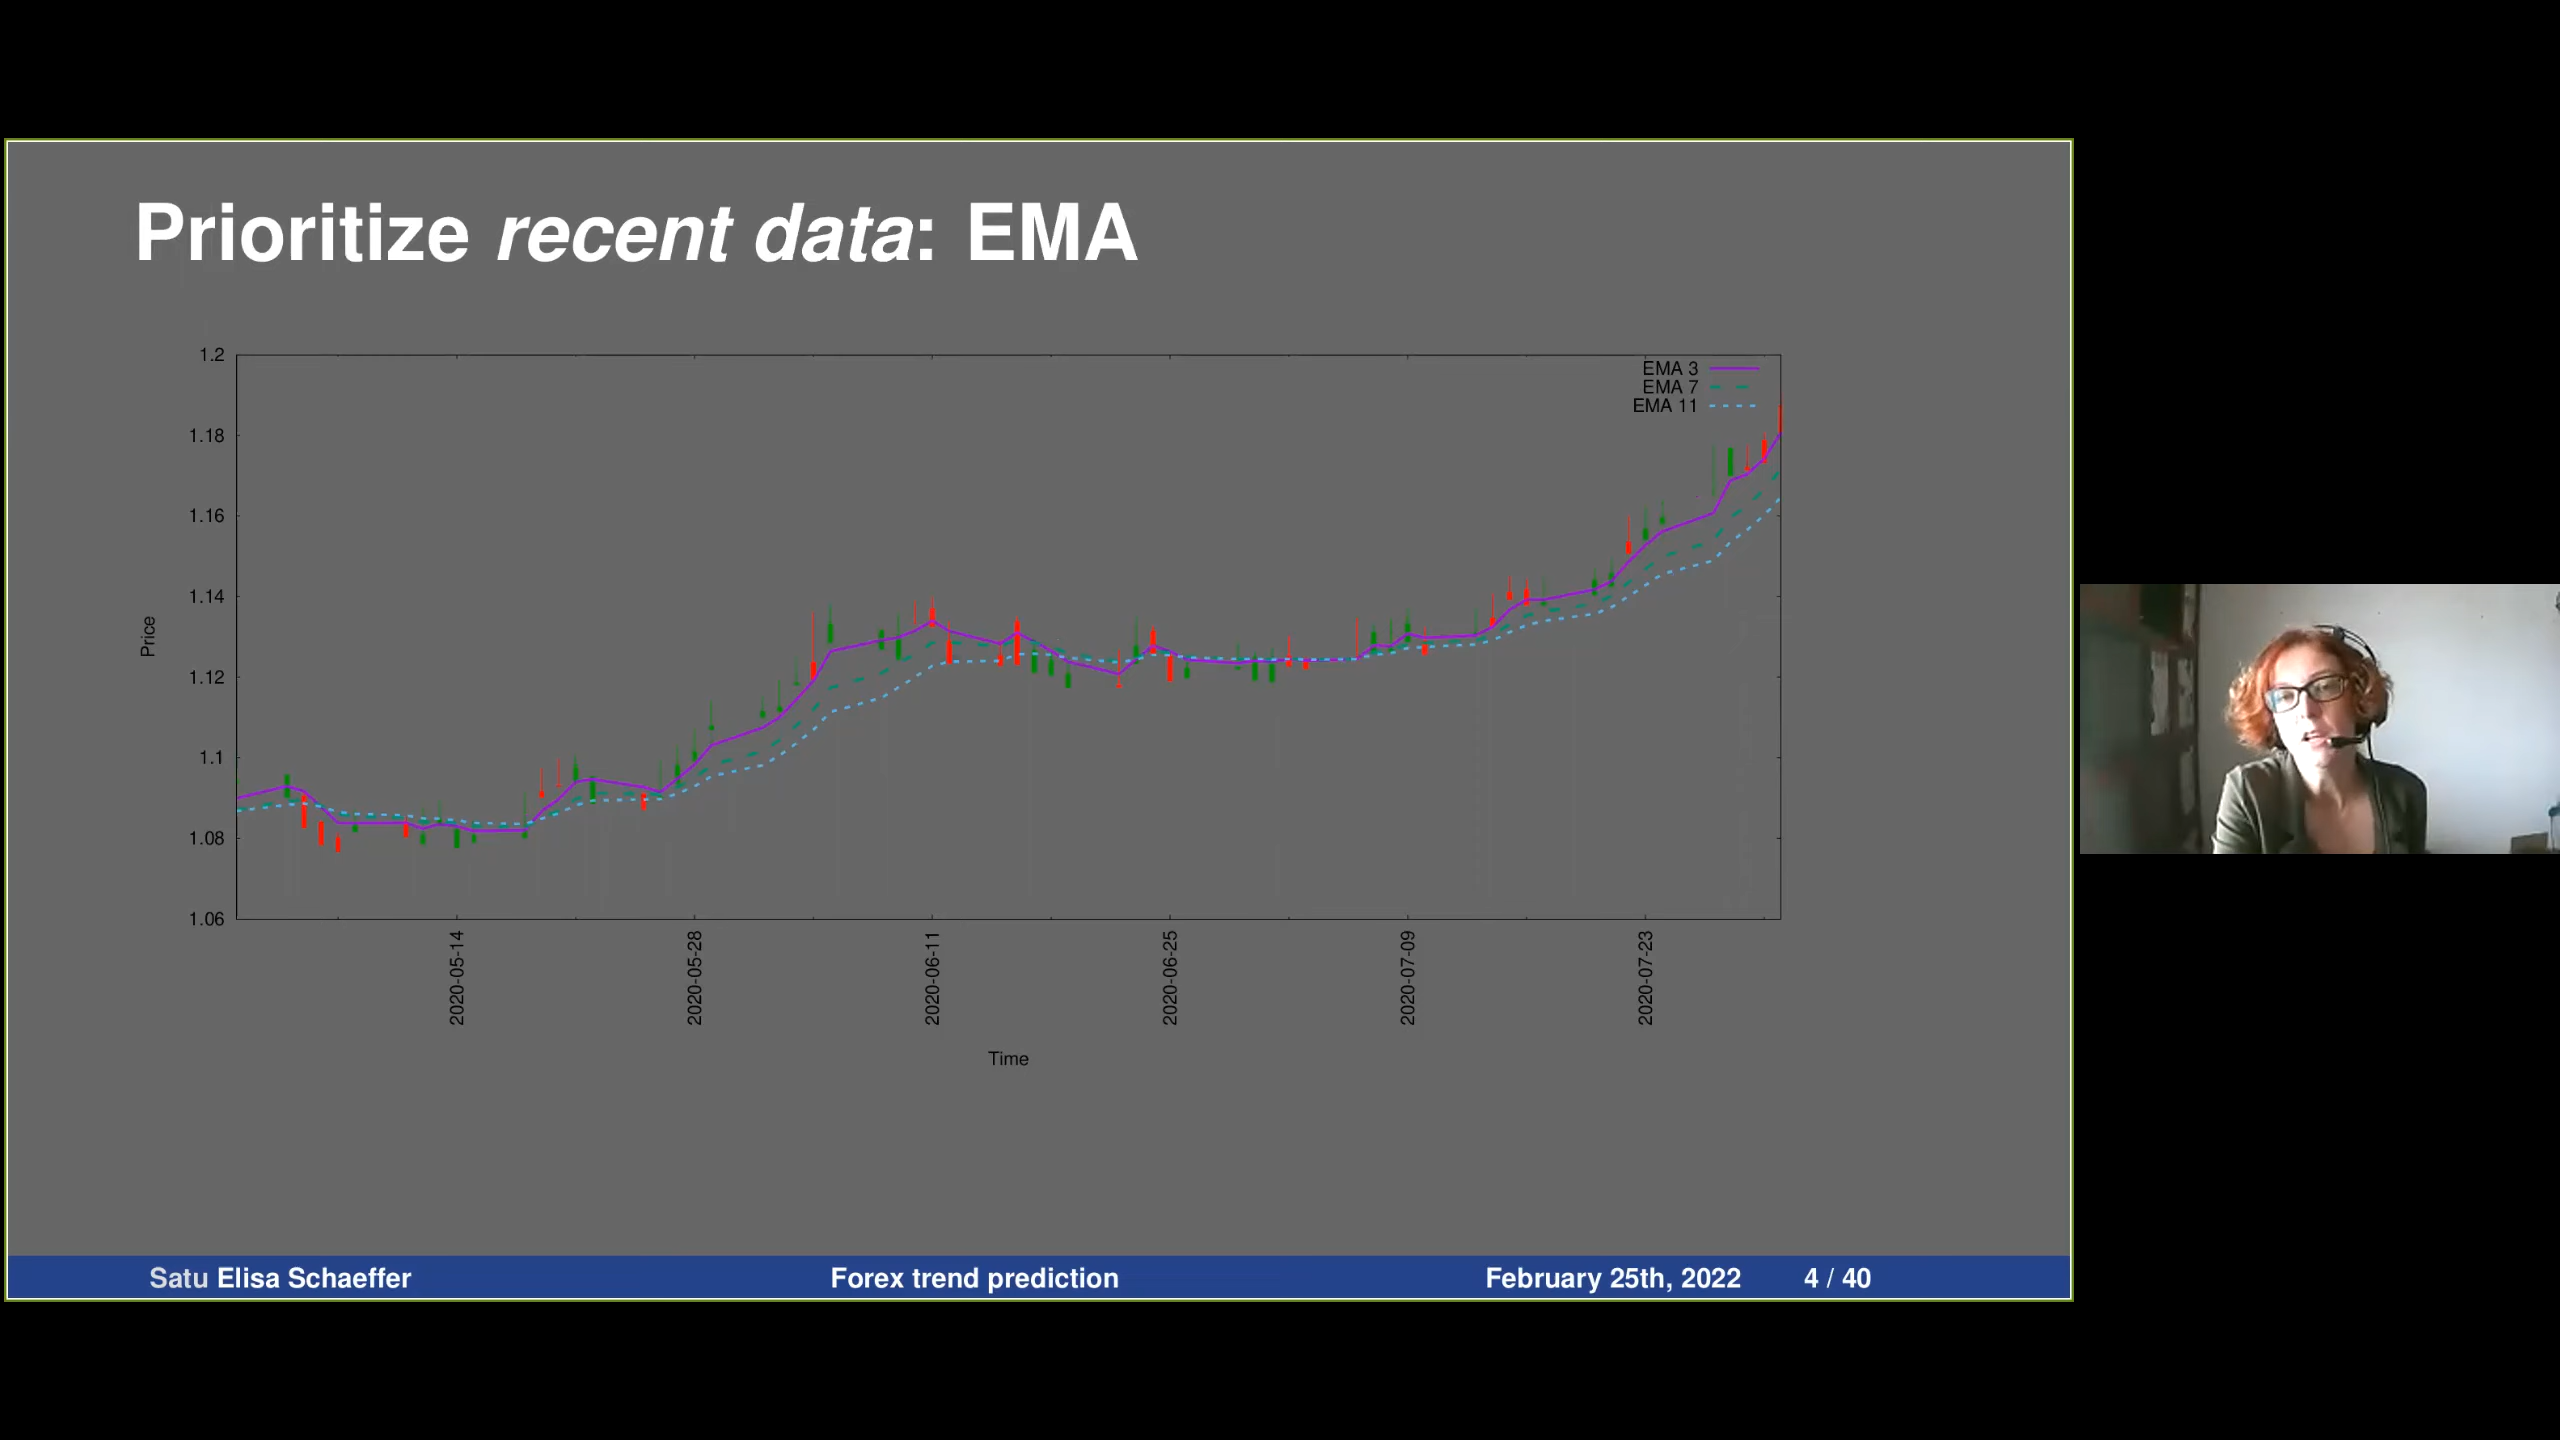 Prioritize recent data: EMA
EMA 3
EMA 7
EMA 11
1.2
1.18
1.16
1.14
1.12
1.1
1.08
1.06
Price
2020-05-14
2020-05-28
2020-06-11
2020-06-25
2020-07-09
2020-07-23
Time
Satu Elisa Schaeffer
Forex trend prediction
February 25th, 2022
4 / 40